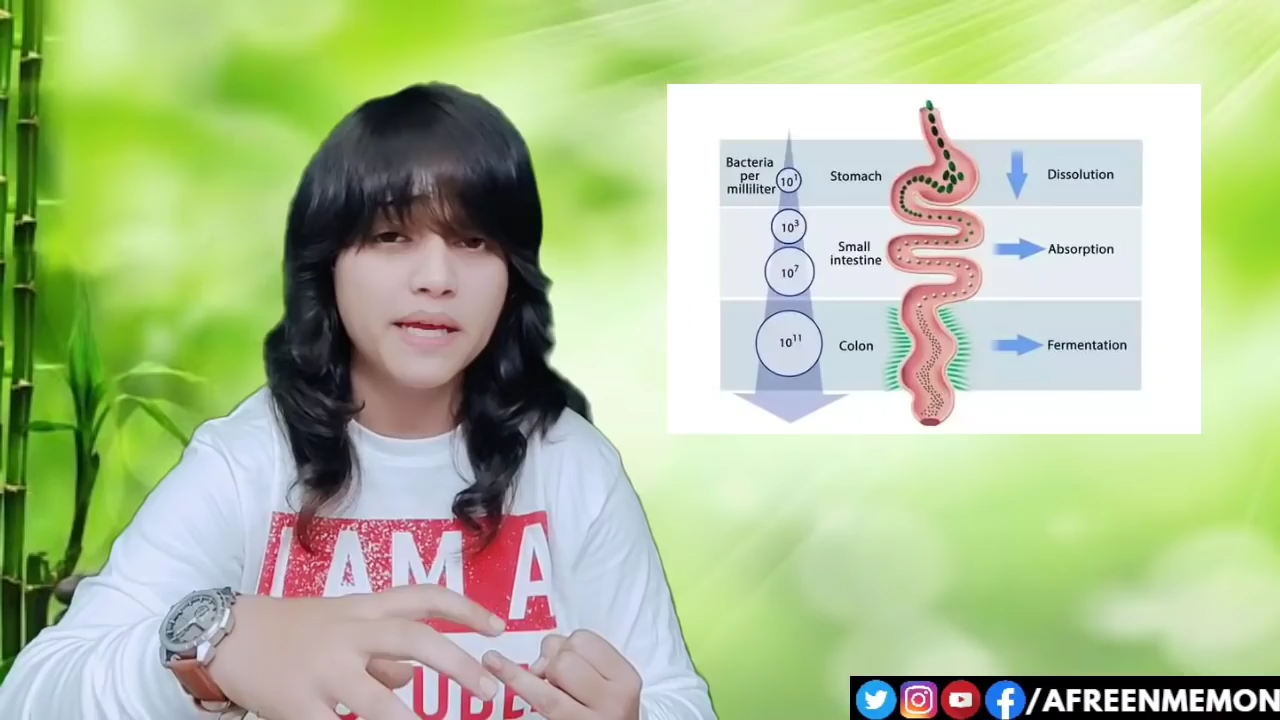 Bacteria
per
milliliter
10¹
Stomach
Dissolution
10³
10⁷
Small
intestine
Absorption
10¹¹
Colon
Fermentation
I AM A
/AFREENMEMON